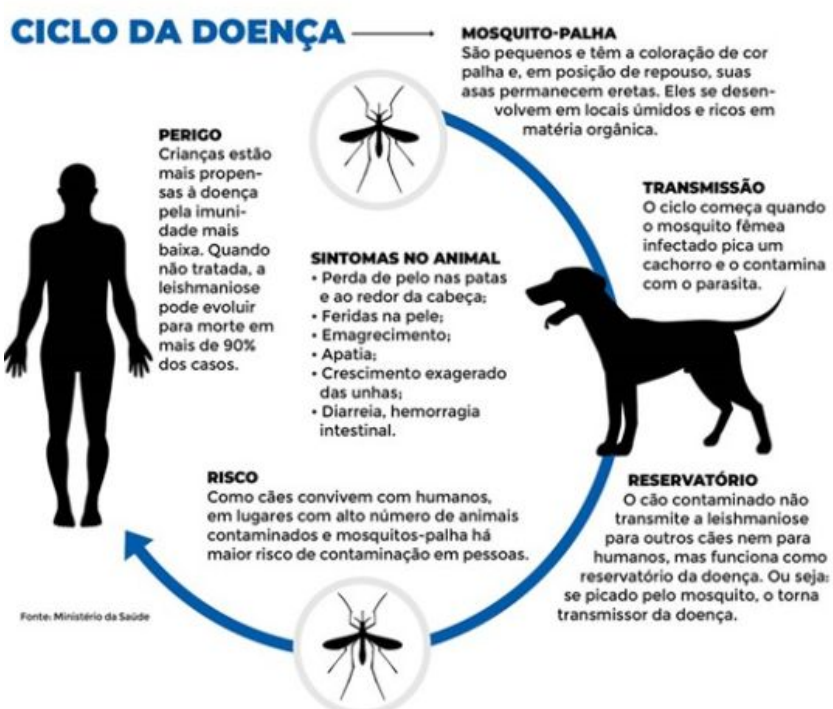 CICLO DA DOENÇA
MOSQUITO-PALHA
São pequenos e têm a coloração de cor
palha e, em posição de repouso, suas
asas permanecem eretas. Eles se desen-
volvem em locais úmidos e ricos em
matéria orgânica.
PERIGO
Crianças estão
mais propen-
sas à doença
pela imuni-
dade mais
baixa. Quando
não tratada, a
leishmaniose
pode evoluir
para morte em
mais de 90%
dos casos.
TRANSMISSÃO
O ciclo começa quando
o mosquito fêmea
infectado pica um
cachorro e o contamina
com o parasita.
SINTOMAS NO ANIMAL
• Perda de pelo nas patas
e ao redor da cabeça;
• Feridas na pele;
• Emagrecimento;
• Apatia;
• Crescimento exagerado
das unhas;
• Diarreia, hemorragia
intestinal.
RISCO
Como cães convivem com humanos,
em lugares com alto número de animais
contaminados e mosquitos-palha há
maior risco de contaminação em pessoas.
RESERVATÓRIO
O cão contaminado não
transmite a leishmaniose
para outros cães nem para
humanos, mas funciona como
reservatório da doença. Ou seja:
se picado pelo mosquito, o torna
transmissor da doença.
Fonte: Ministério da Saúde